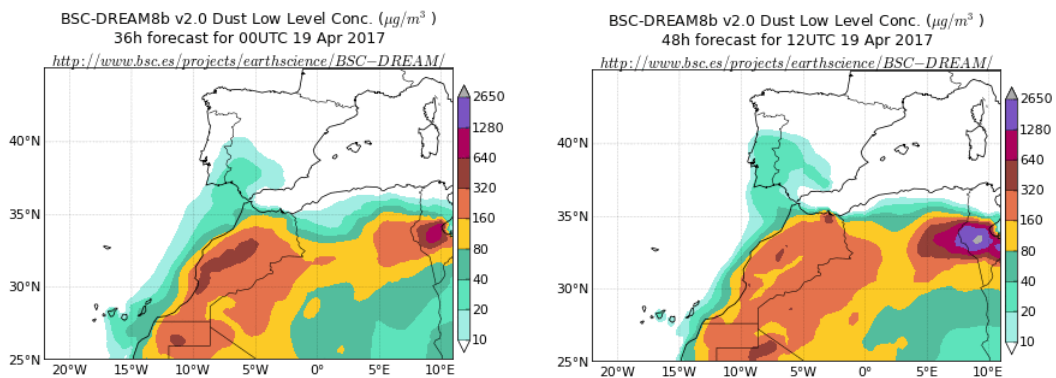 BSC-DREAM8b v2.0 Dust Low Level Conc. (μg/m³ )
36h forecast for 00UTC 19 Apr 2017
http://www.bsc.es/projects/earthscience/BSC−DREAM/
40°N
35°N
30°N
25°N
20°W
15°W
10°W
5°W
0°
5°E
10°E
2650
1280
640
320
160
80
40
20
10
BSC-DREAM8b v2.0 Dust Low Level Conc. (μg/m³ )
48h forecast for 12UTC 19 Apr 2017
http://www.bsc.es/projects/earthscience/BSC−DREAM/
40°N
35°N
30°N
25°N
20°W
15°W
10°W
5°W
0°
5°E
10°E
2650
1280
640
320
160
80
40
20
10